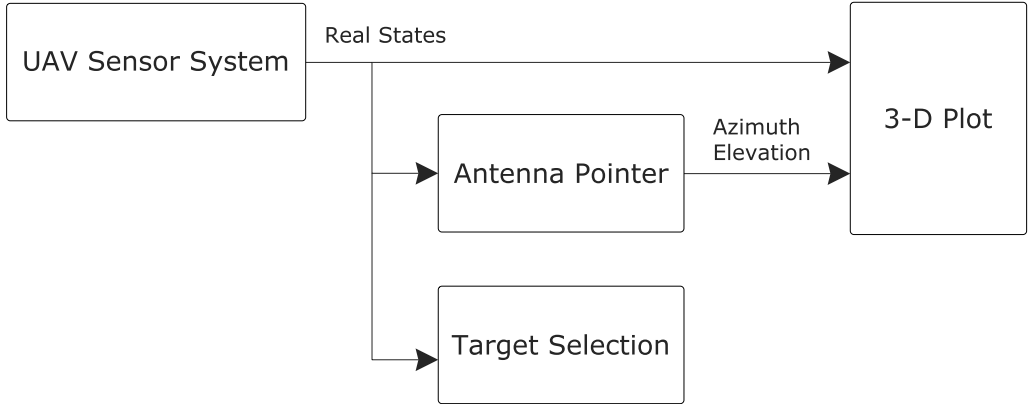 Real States
UAV Sensor System
3-D Plot
Azimuth
Elevation
Antenna Pointer
Target Selection